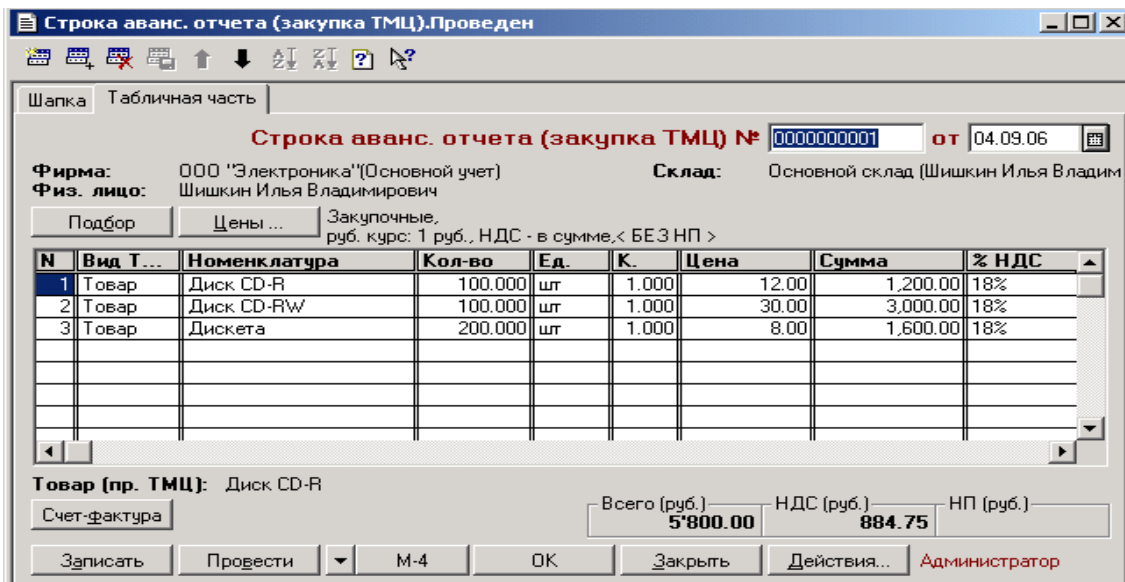 Строка аванс. отчета (закупка ТМЦ).Проведен
Шапка Табличная часть
Строка аванс. отчета (закупка ТМЦ) № 0000000001 от 04.09.06
Фирма: ООО "Электроника"(Основной учет) Склад: Основной склад (Шишкин Илья Владим
Физ. лицо: Шишкин Илья Владимирович
Подбор Цены ... Закупочные,
руб. курс: 1 руб., НДС - в сумме,< БЕЗ НП >
N Вид Т... Номенклатура Кол-во Ед. К. Цена Сумма % НДС
1 Товар Диск CD-R 100.000 шт 1.000 12.00 1,200.00 18%
2 Товар Диск CD-RW 100.000 шт 1.000 30.00 3,000.00 18%
3 Товар Дискета 200.000 шт 1.000 8.00 1,600.00 18%
Товар (пр. ТМЦ): Диск CD-R
Счет-фактура Всего (руб.) НДС (руб.) НП (руб.)
5'800.00 884.75
Записать Провести М-4 OK Закрыть Действия... Администратор